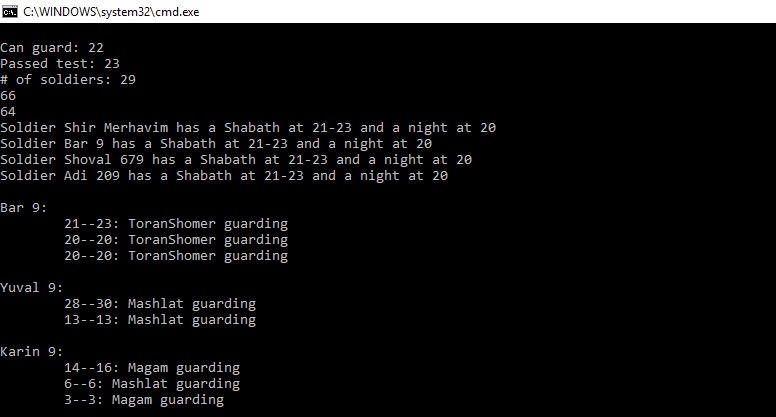 C:\WINDOWS\system32\cmd.exe
Can guard: 22
Passed test: 23
# of soldiers: 29
66
64
Soldier Shir Merhavim has a Shabath at 21-23 and a night at 20
Soldier Bar 9 has a Shabath at 21-23 and a night at 20
Soldier Shoval 679 has a Shabath at 21-23 and a night at 20
Soldier Adi 209 has a Shabath at 21-23 and a night at 20
Bar 9:
21--23: ToranShomer guarding
20--20: ToranShomer guarding
20--20: ToranShomer guarding
Yuval 9:
28--30: Mashlat guarding
13--13: Mashlat guarding
Karin 9:
14--16: Magam guarding
6--6: Mashlat guarding
3--3: Magam guarding